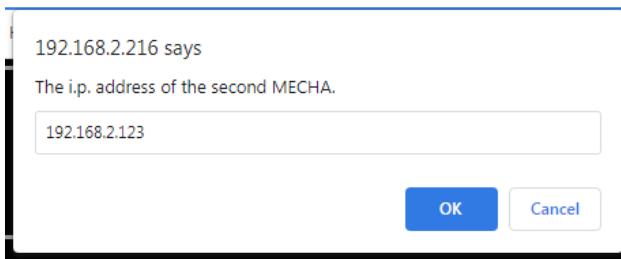 192.168.2.216 says
The i.p. address of the second MECHA.
192.168.2.123
OK Cancel